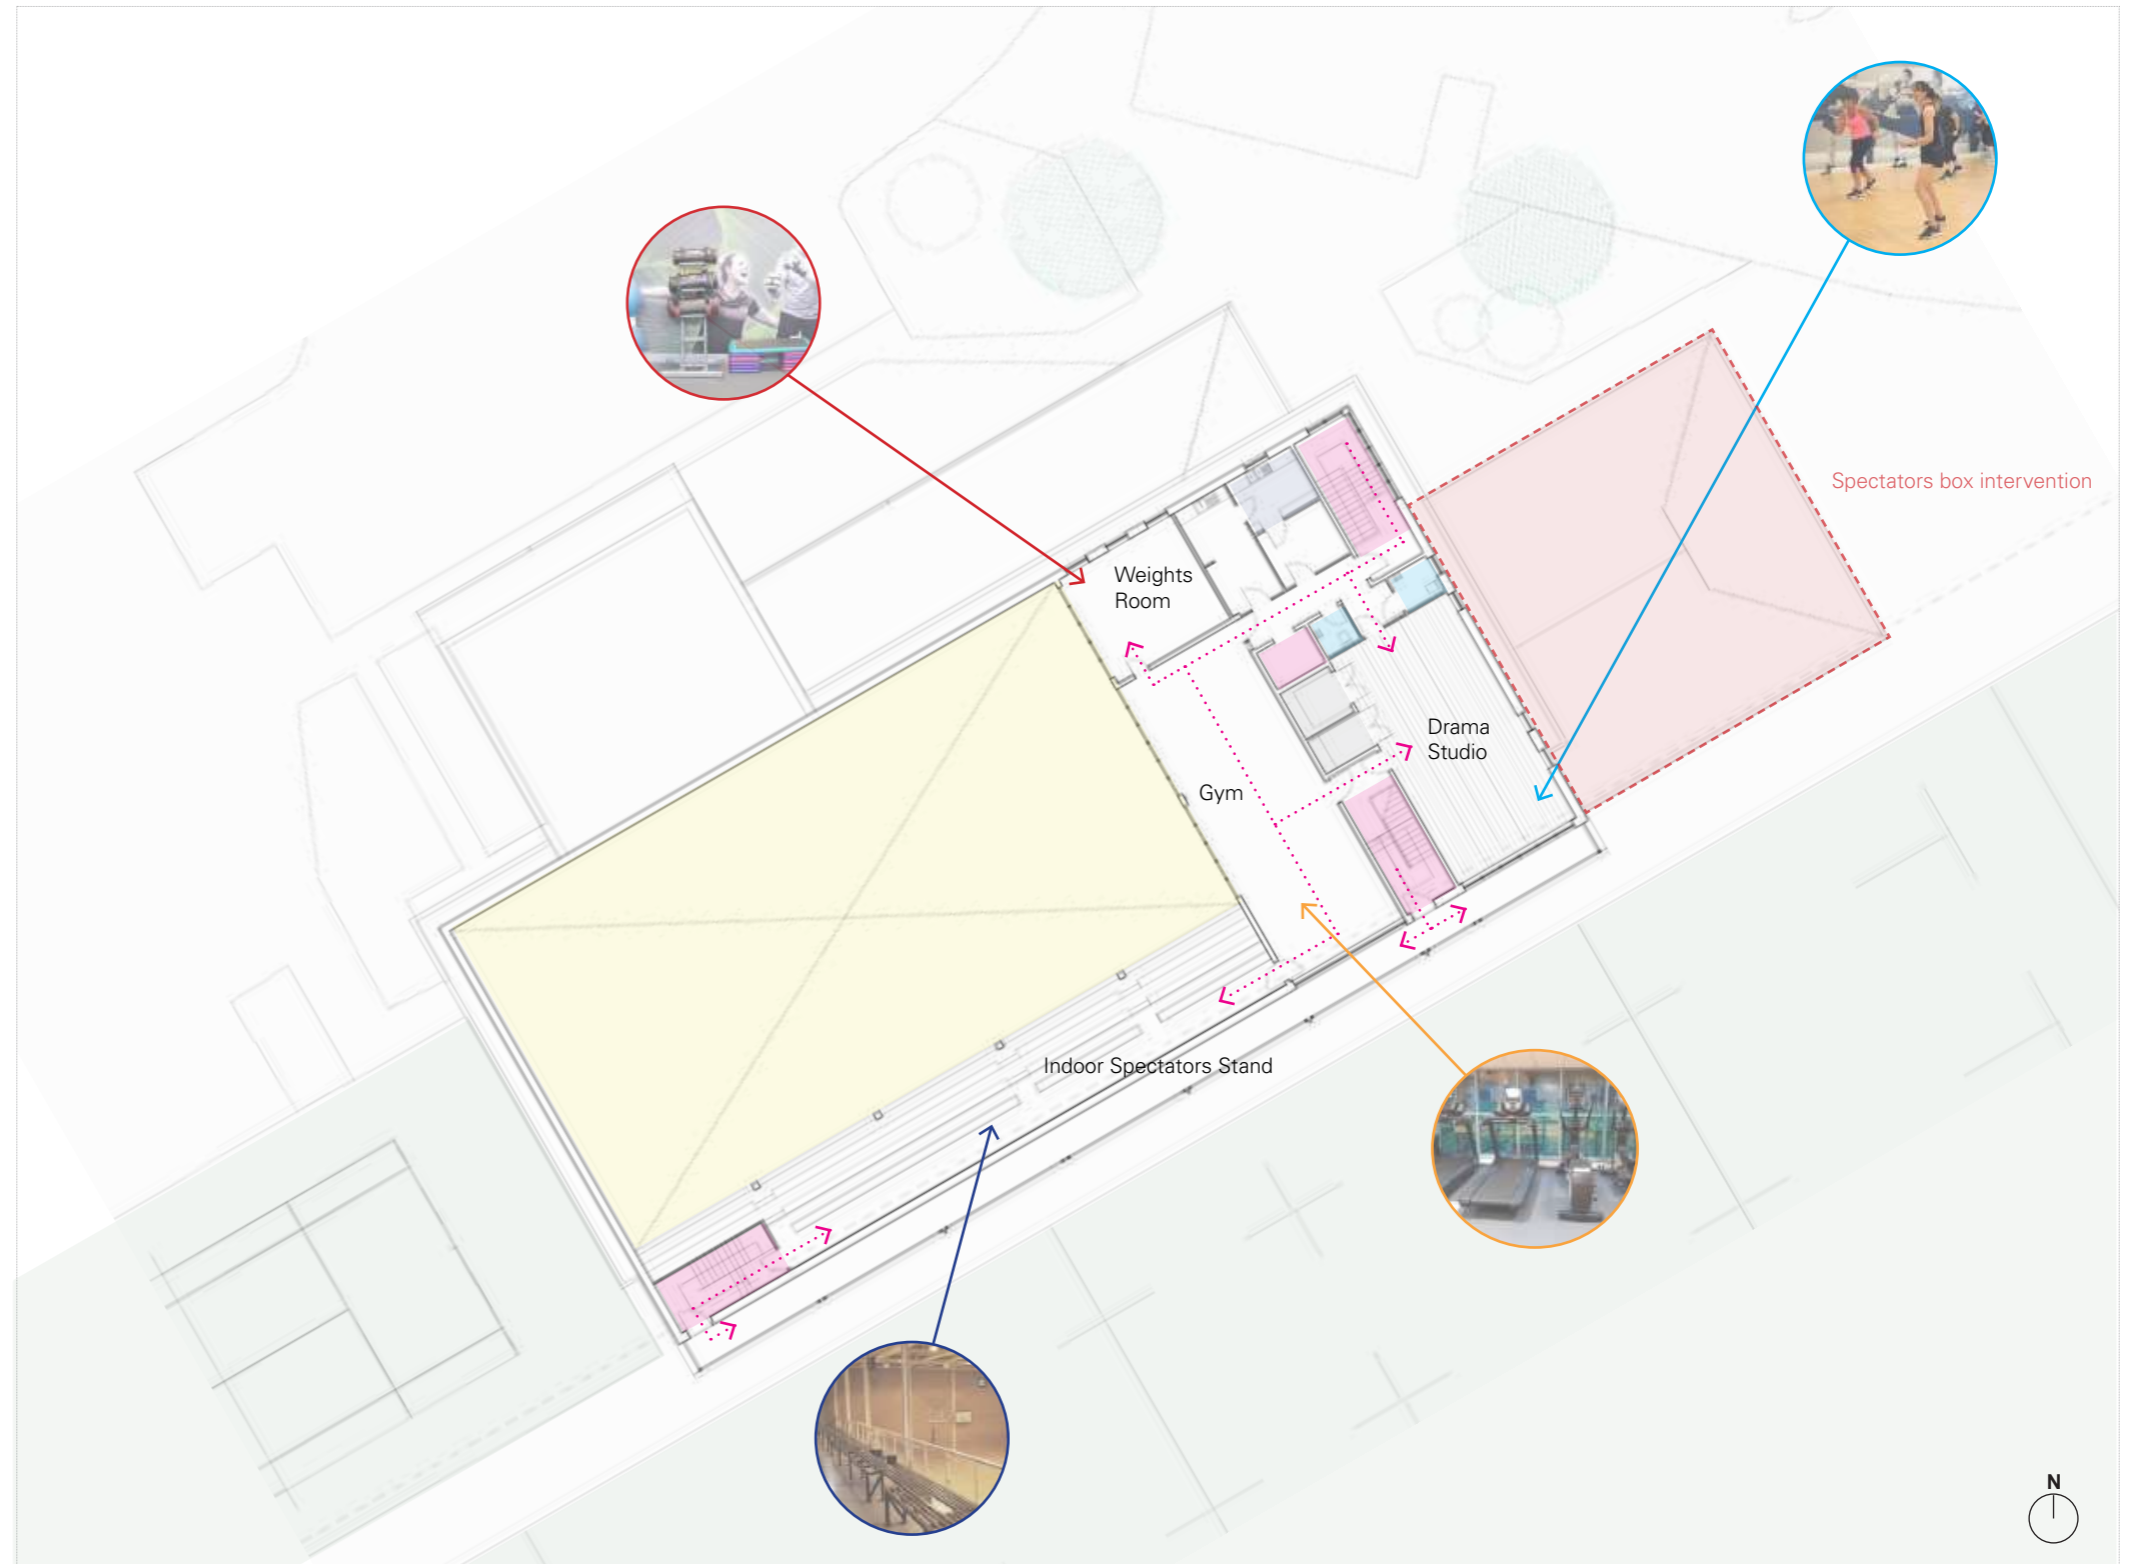 Spectators box intervention
Weights
Room
Drama
Studio
Gym
Indoor Spectators Stand
N